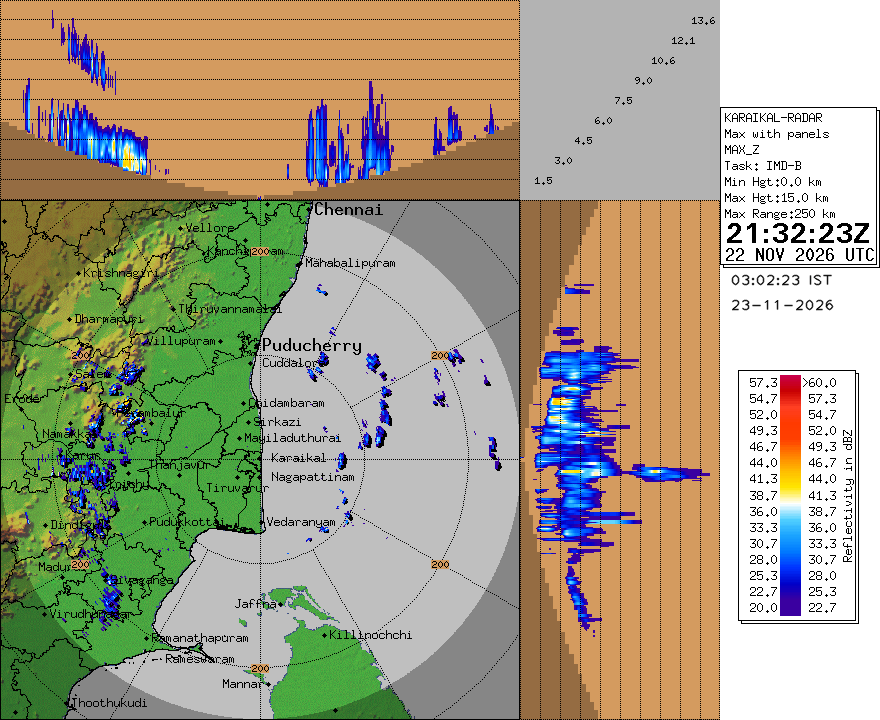 13.6
12.1
10.6
9.0
7.5
6.0
4.5
3.0
1.5
KARAIKAL-RADAR
Max with panels
MAX_Z
Task: IMD-B
Min Hgt:0.0 km
Max Hgt:15.0 km
Max Range:250 km
21:32:23Z
22 NOV 2026 UTC
03:02:23 IST
23-11-2026
Chennai
Vellore
200
Mahabalipuram
Krishnagiri
Thiruvannamalai
Dharmapuri
Villupuram
Puducherry
200
200
Cuddalor
Salem
Erode
Chidambaram
Sirkazi
Namakkal
Mayiladuthurai
Karaikal
Thanjavur
Nagapattinam
Tiruvarur
Pudukkottai
Vedaranyam
200
200
Jaffna
Virudhu
Ramanathapuram
Killinochchi
Rameswaram
200
Mannar
Thoothukudi
57.3 >60.0
54.7 57.3
52.0 54.7
49.3 52.0
46.7 49.3
44.0 46.7
41.3 44.0
38.7 41.3
36.0 38.7
33.3 36.0
30.7 33.3
28.0 30.7
25.3 28.0
22.7 25.3
20.0 22.7
Reflectivity in dBZ